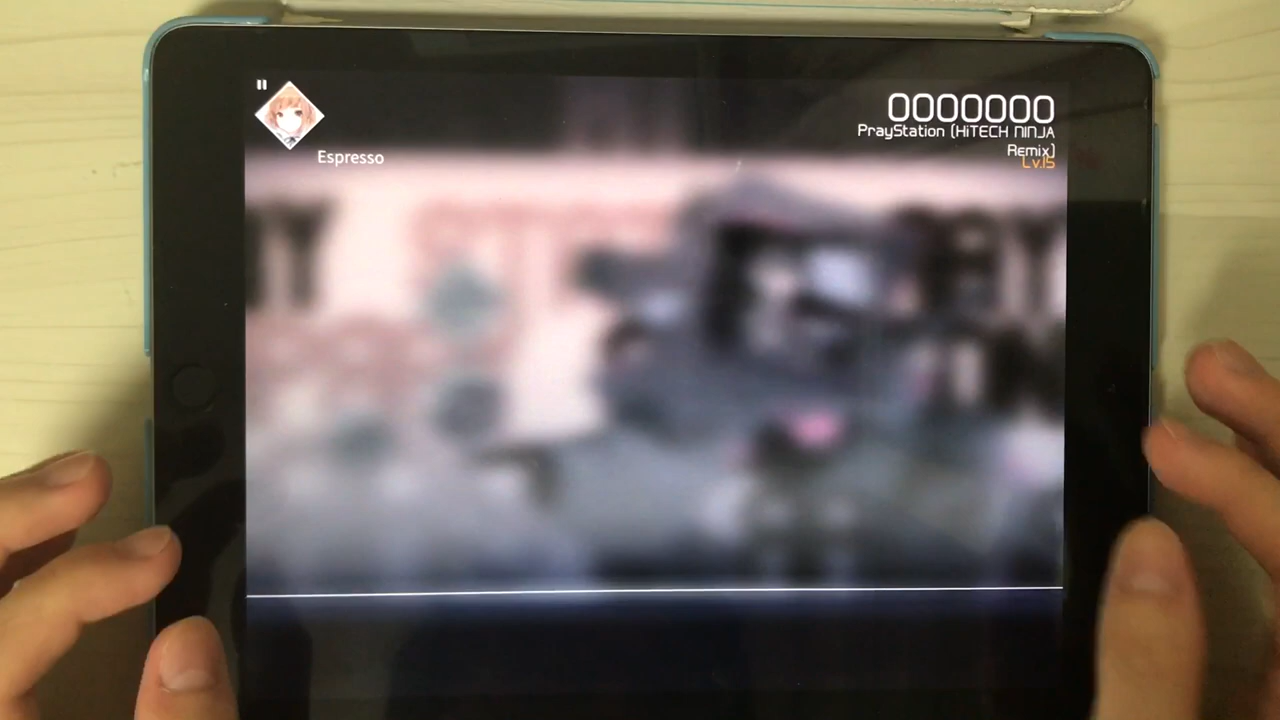 0000000
PrayStation (HiTECH NINJA
Remix)
Lv.15
Espresso